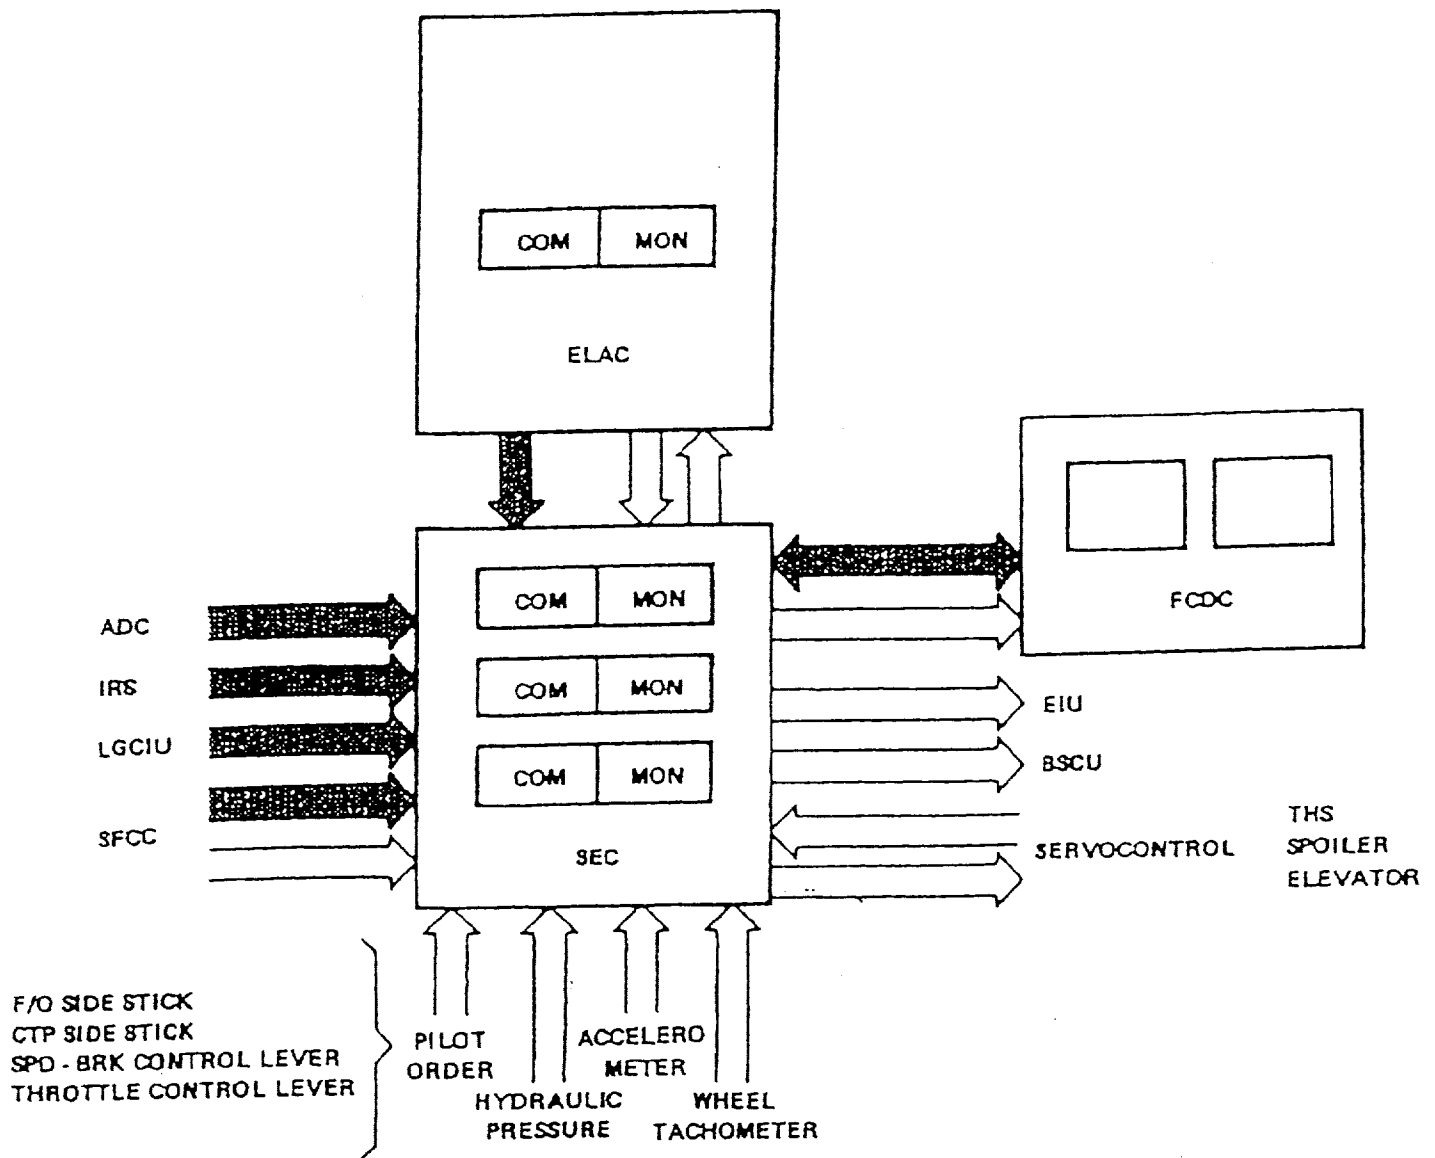 COM MON
ELAC
FCDC
COM MON
COM MON
COM MON
SEC
ADC
IRS
LGCIU
SFCC
EIU
BSCU
SERVOCONTROL
THS
SPOILER
ELEVATOR
F/O SIDE STICK
CTP SIDE STICK
SPD - BRK CONTROL LEVER
THROTTLE CONTROL LEVER
PILOT
ORDER
HYDRAULIC
PRESSURE
ACCELERO
METER
WHEEL
TACHOMETER